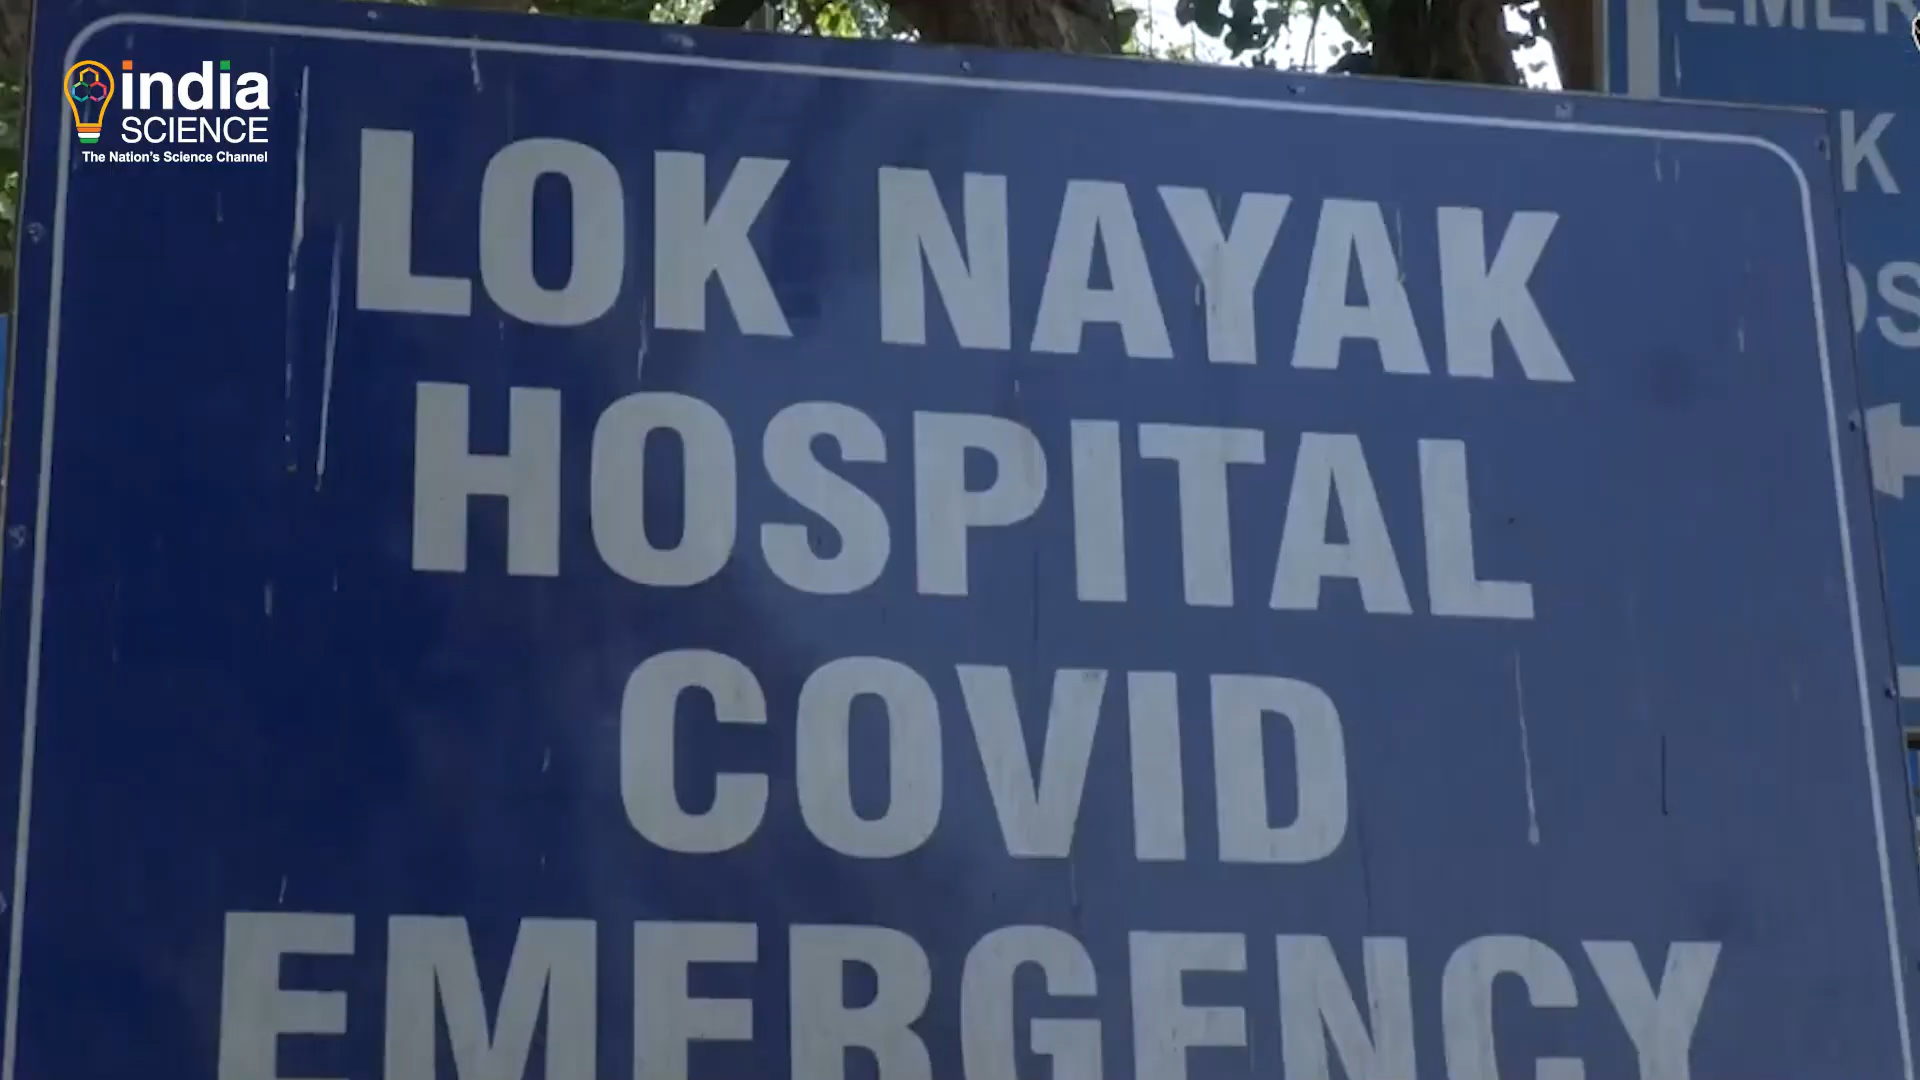 india
SCIENCE
The Nation's Science Channel
LOK NAYAK
HOSPITAL
COVID
EMERGENCY